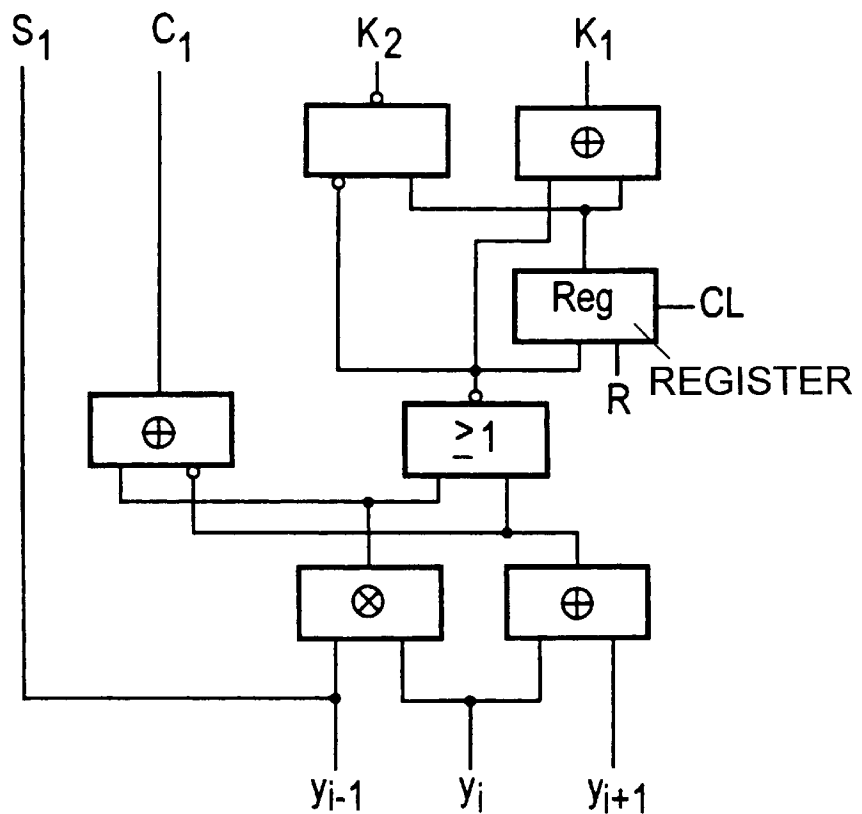 S₁ C₁ K₂ K₁
⊕
Reg CL
R REGISTER
⊕ ≥1
⊗ ⊕
yᵢ₋₁ yᵢ yᵢ₊₁